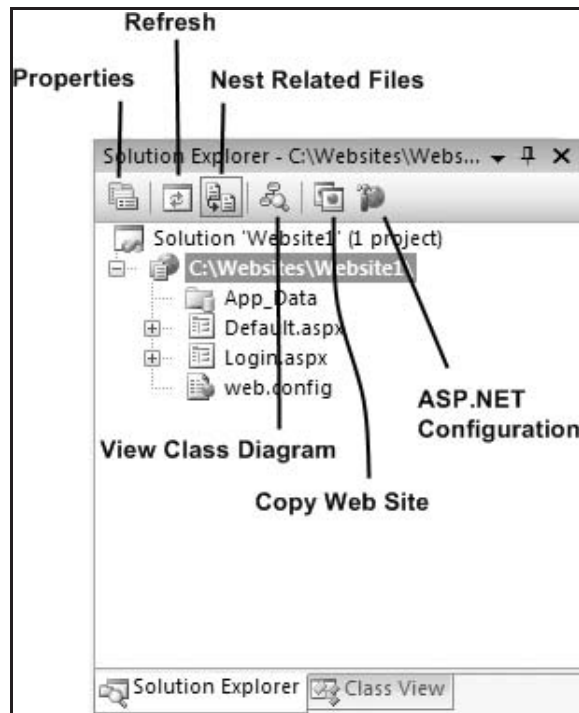 Refresh
Properties
Nest Related Files
Solution Explorer - C:\Websites\Webs...
Solution 'Website1' (1 project)
C:\Websites\Website1\
App_Data
Default.aspx
Login.aspx
web.config
ASP.NET
Configuration
View Class Diagram
Copy Web Site
Solution Explorer
Class View